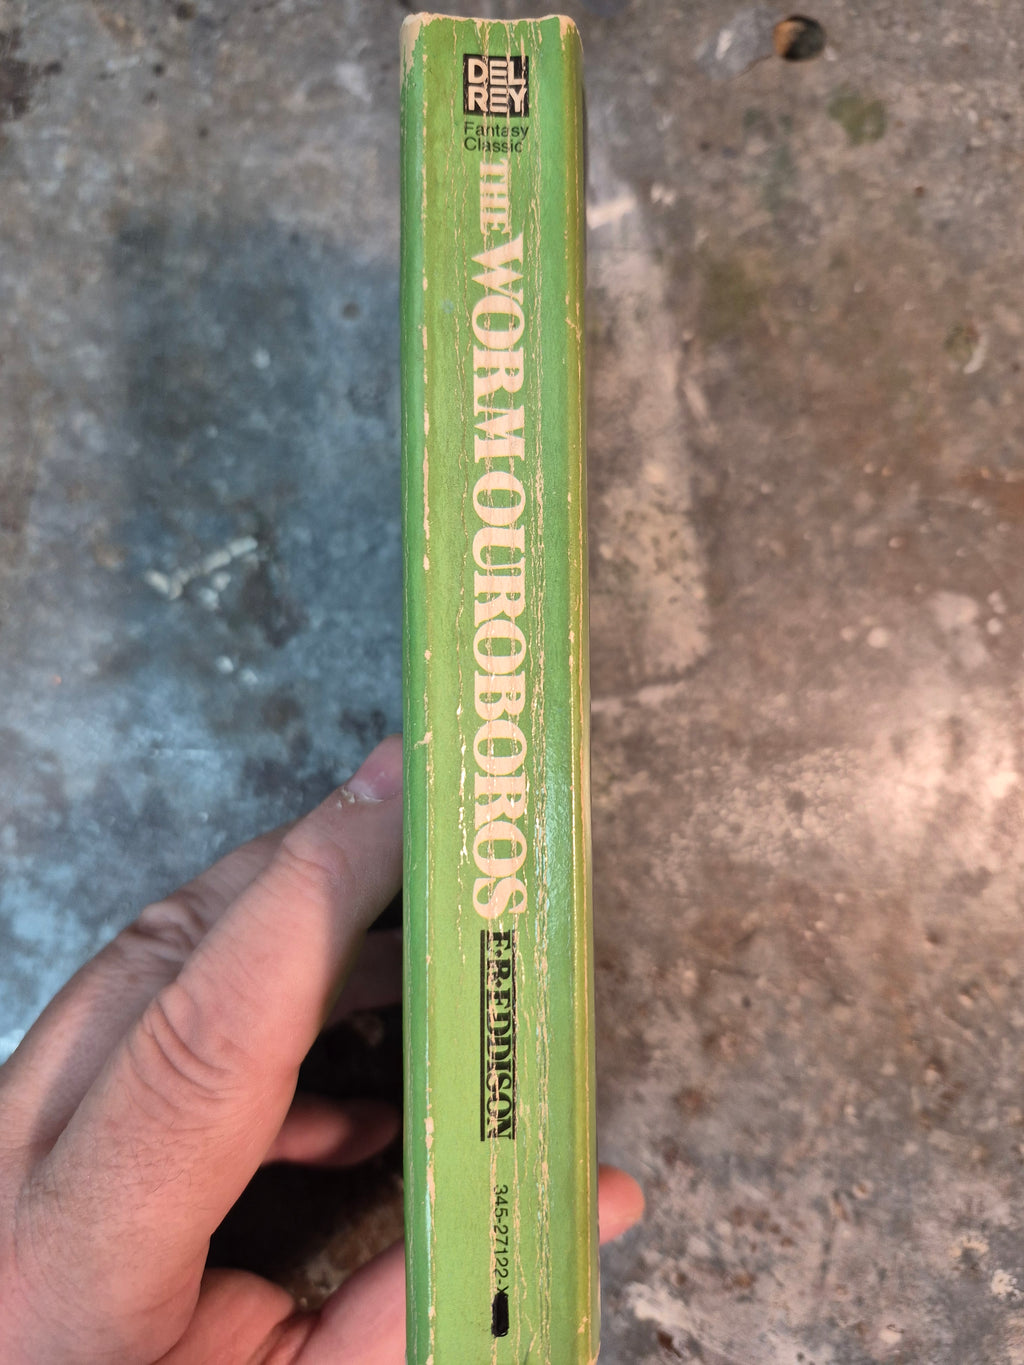 DEL
REY
Fantasy
Classic
THE WORM OUROBOROS
E·R·EDDISON
345-27122-X